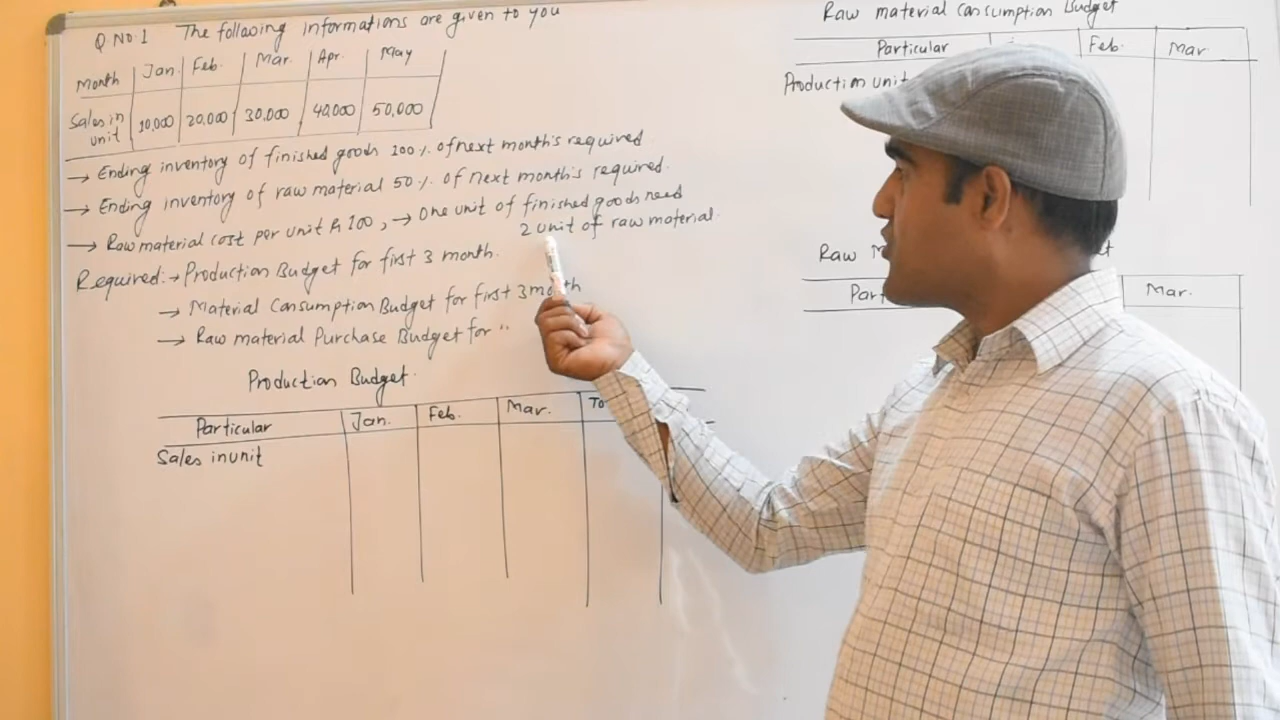 Q No:1 The following informations are given to you
Month Jan Feb. Mar. Apr. May
Sales in unit 10,000 20,000 30,000 40,000 50,000
→ Ending inventory of finished goods 100% of next month's required
→ Ending inventory of raw material 50% of next month's required.
→ Raw material cost per unit Rs 100, → One unit of finished goods need
2 unit of raw material.
Required:→ Production Budget for first 3 month.
→ Material Consumption Budget for first 3 month
→ Raw material Purchase Budget for "
Production Budget.
Particular Jan. Feb. Mar. To
Sales in unit
Raw material Consumption Budget
Particular Feb. Mar
Production unit
Raw
Mar.